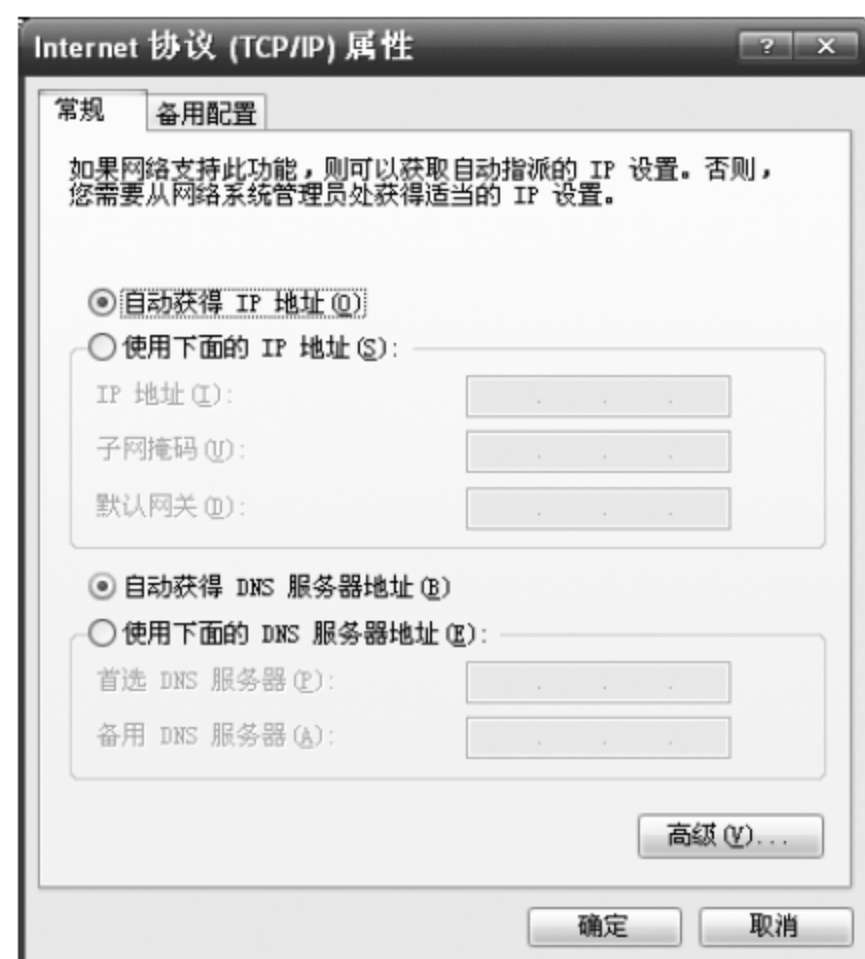 Internet 协议 (TCP/IP) 属性
? X
常规 备用配置
如果网络支持此功能，则可以获取自动指派的 IP 设置。否则，
您需要从网络系统管理员处获得适当的 IP 设置。
自动获得 IP 地址(O)
使用下面的 IP 地址(S):
IP 地址(I):
子网掩码(U):
默认网关(D):
自动获得 DNS 服务器地址(B)
使用下面的 DNS 服务器地址(E):
首选 DNS 服务器(P):
备用 DNS 服务器(A):
高级(V)...
确定 取消